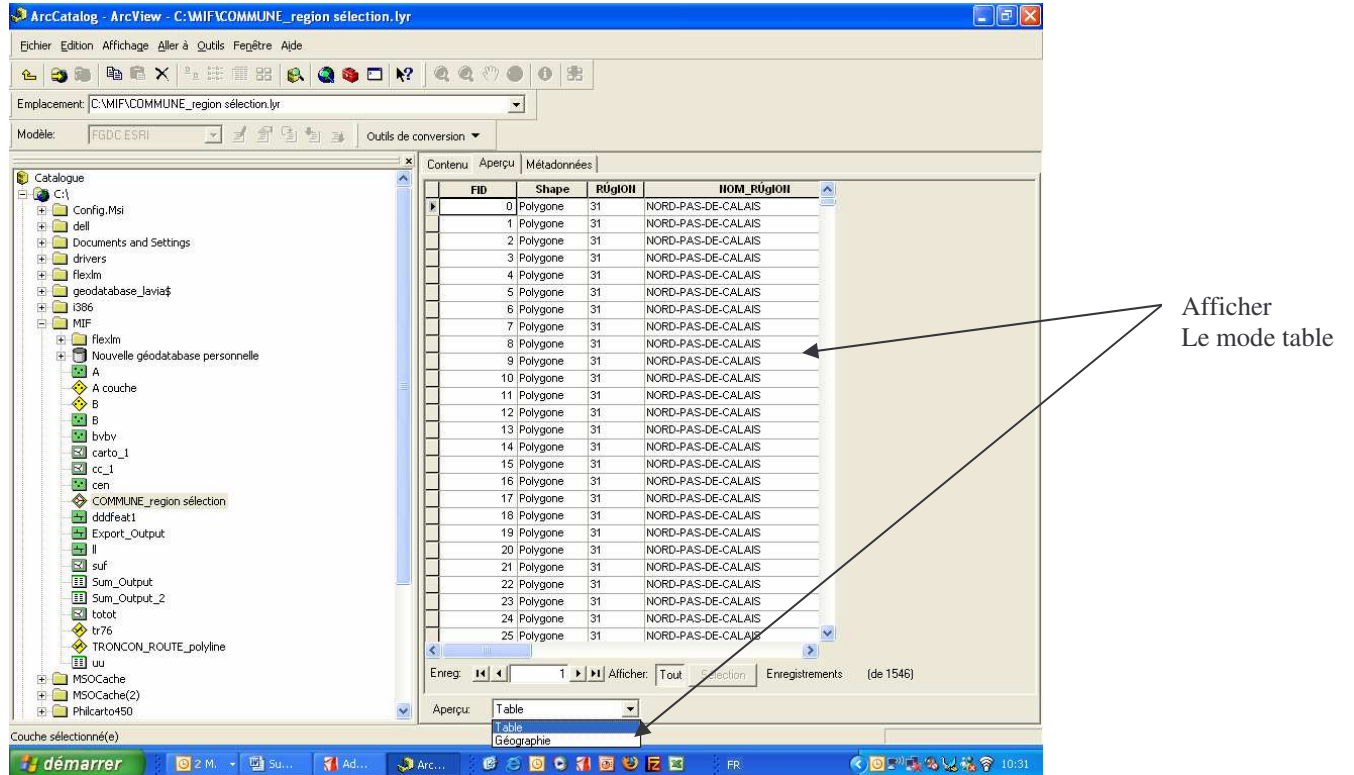 ArcCatalog - ArcView - C:\MIF\COMMUNE_region sélection.lyr
Fichier Edition Affichage Aller à Outils Fenêtre Aide
Emplacement: C:\MIF\COMMUNE_region sélection.lyr
Modèle: FGDC ESRI Outils de conversion
Catalogue
C:\
Config.Msi
dell
Documents and Settings
drivers
flexlm
geodatabase_lavia$
i386
MIF
flexlm
Nouvelle géodatabase personnelle
A
A couche
B
B
bvbv
carto_1
cc_1
cen
COMMUNE_region sélection
dddfeat1
Export_Output
ll
suf
Sum_Output
Sum_Output_2
totot
tr76
TRONCON_ROUTE_polyline
uu
MSOCache
MSOCache(2)
Philcarto450
Contenu Aperçu Métadonnées
FID Shape RÚgION NOM_RÚgION
0 Polygone 31 NORD-PAS-DE-CALAIS
1 Polygone 31 NORD-PAS-DE-CALAIS
2 Polygone 31 NORD-PAS-DE-CALAIS
3 Polygone 31 NORD-PAS-DE-CALAIS
4 Polygone 31 NORD-PAS-DE-CALAIS
5 Polygone 31 NORD-PAS-DE-CALAIS
6 Polygone 31 NORD-PAS-DE-CALAIS
7 Polygone 31 NORD-PAS-DE-CALAIS
8 Polygone 31 NORD-PAS-DE-CALAIS
9 Polygone 31 NORD-PAS-DE-CALAIS
10 Polygone 31 NORD-PAS-DE-CALAIS
11 Polygone 31 NORD-PAS-DE-CALAIS
12 Polygone 31 NORD-PAS-DE-CALAIS
13 Polygone 31 NORD-PAS-DE-CALAIS
14 Polygone 31 NORD-PAS-DE-CALAIS
15 Polygone 31 NORD-PAS-DE-CALAIS
16 Polygone 31 NORD-PAS-DE-CALAIS
17 Polygone 31 NORD-PAS-DE-CALAIS
18 Polygone 31 NORD-PAS-DE-CALAIS
19 Polygone 31 NORD-PAS-DE-CALAIS
20 Polygone 31 NORD-PAS-DE-CALAIS
21 Polygone 31 NORD-PAS-DE-CALAIS
22 Polygone 31 NORD-PAS-DE-CALAIS
23 Polygone 31 NORD-PAS-DE-CALAIS
24 Polygone 31 NORD-PAS-DE-CALAIS
25 Polygone 31 NORD-PAS-DE-CALAIS
Enreg: 1 Afficher: Tout Sélection Enregistrements (de 1546)
Aperçu: Table
Table
Géographie
Couche sélectionné(e)
démarrer 2 M. Su... Ad... Arc... FR 10:31
Afficher
Le mode table